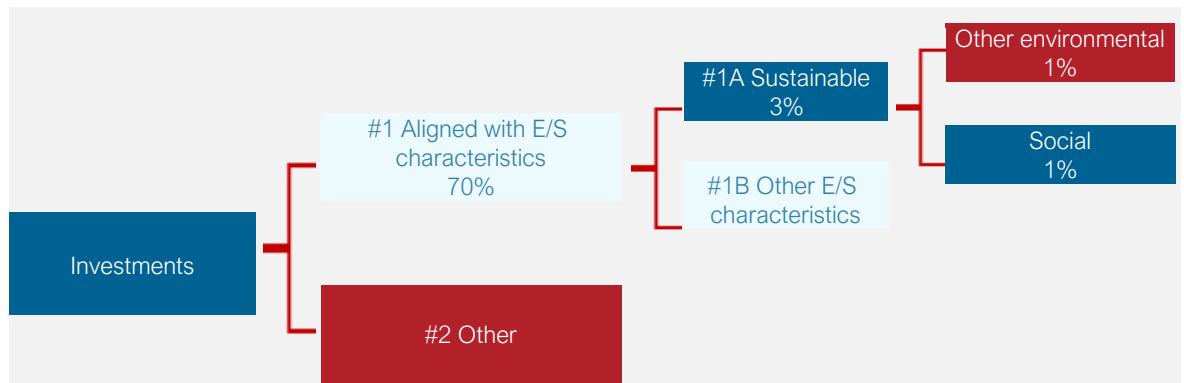 Investments
#1 Aligned with E/S
characteristics
70%
#2 Other
#1A Sustainable
3%
#1B Other E/S
characteristics
Other environmental
1%
Social
1%